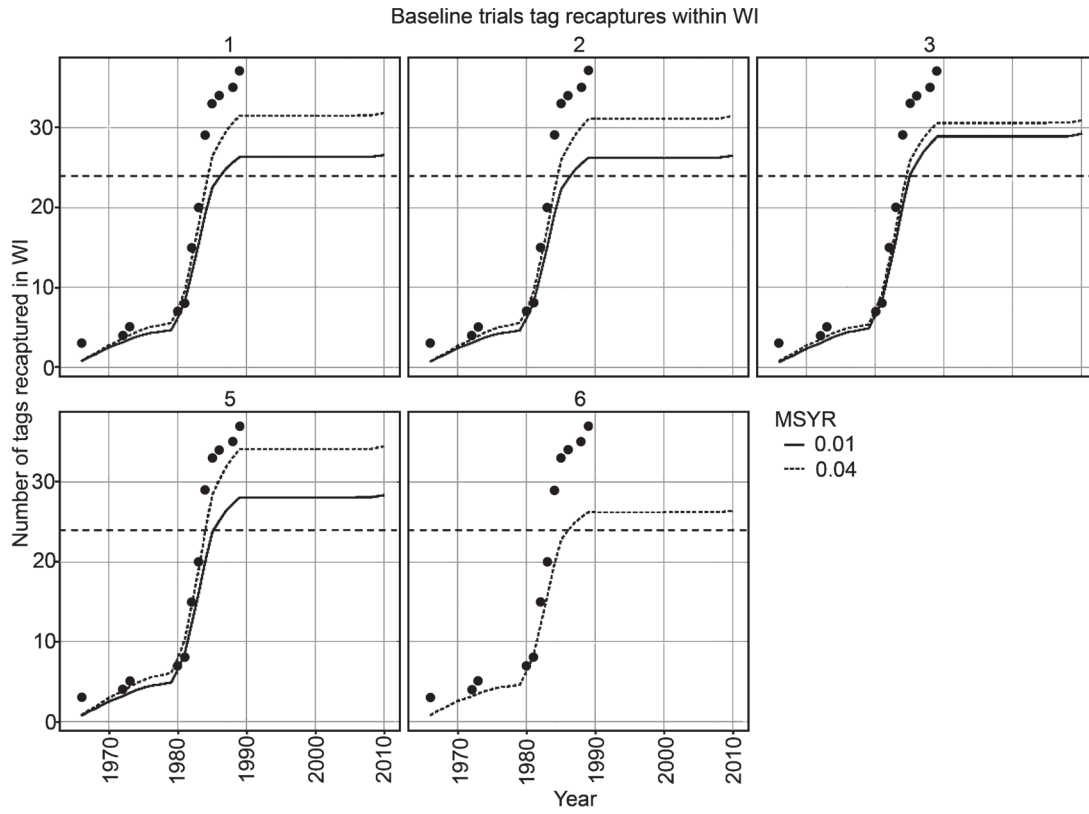 Baseline trials tag recaptures within WI
1 2 3
30
20
10
0
Number of tags recaptured in WI
5 6
30
20
10
0
MSYR
0.01
0.04
1970 1980 1990 2000 2010 1970 1980 1990 2000 2010
Year